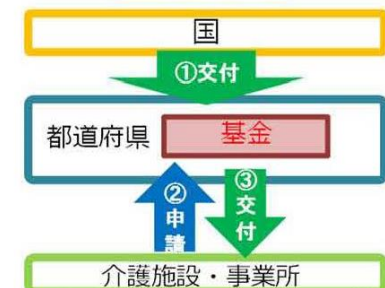 国
①交付
都道府県
基金
②申請
③交付
介護施設・事業所